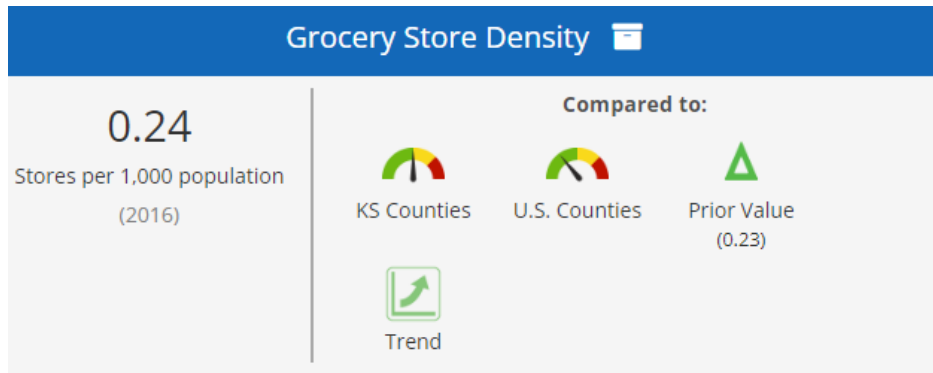 Grocery Store Density
0.24
Stores per 1,000 population
(2016)
Compared to:
KS Counties
U.S. Counties
Prior Value
(0.23)
Trend